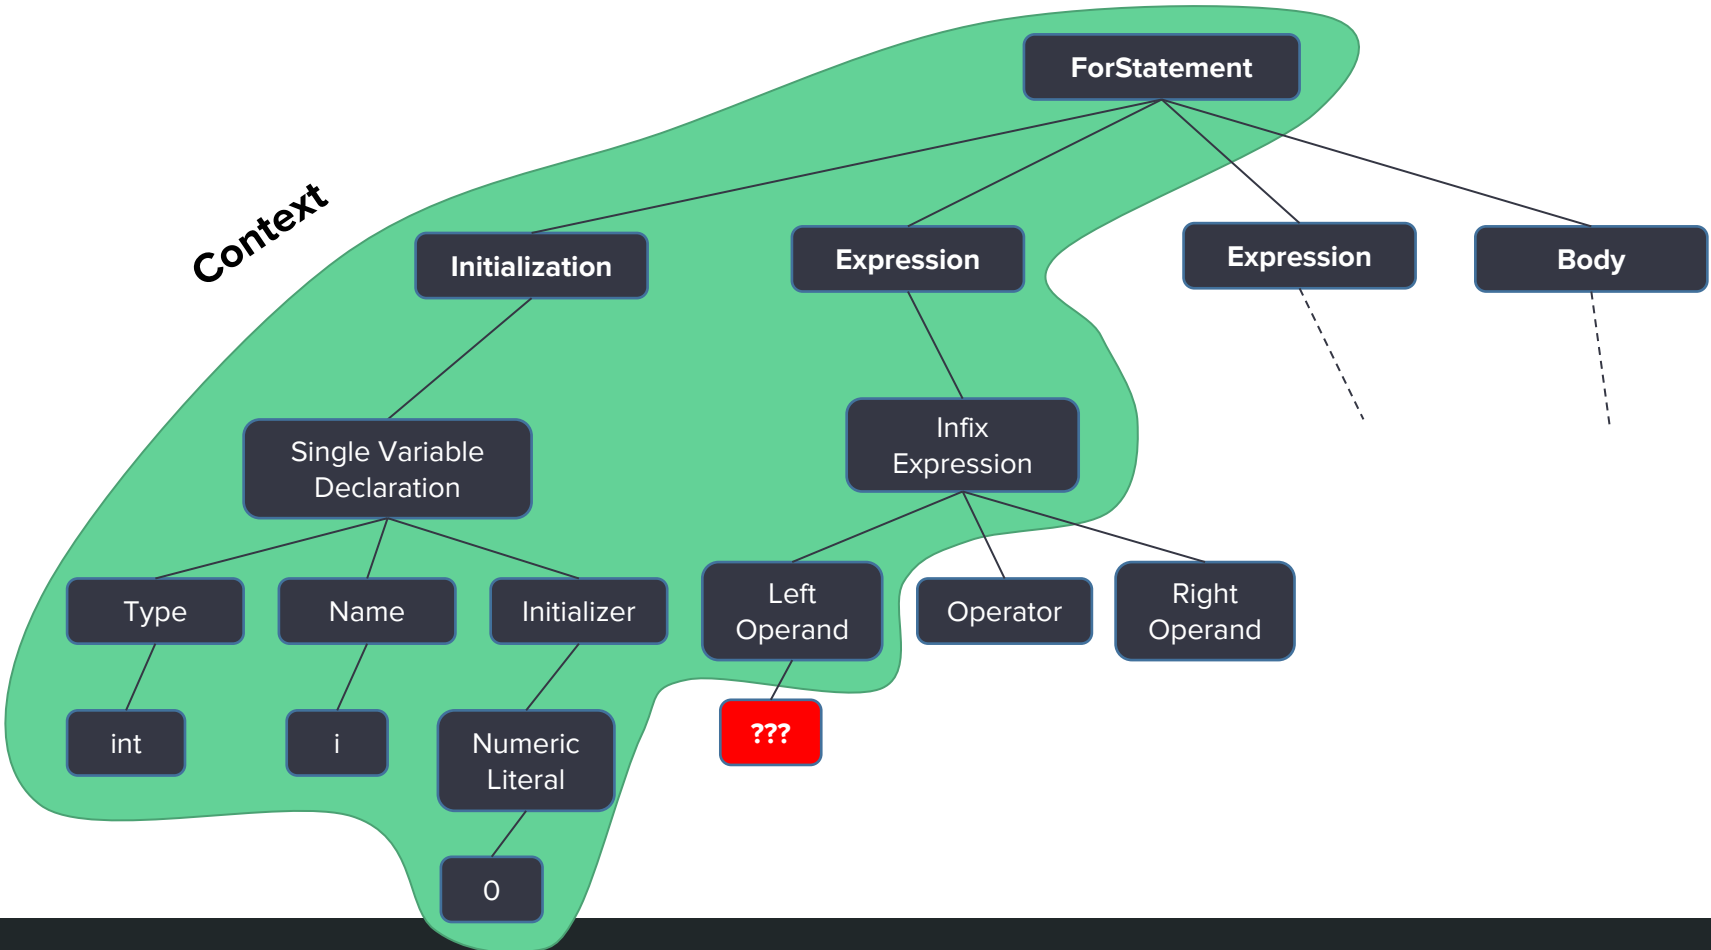 ForStatement
Context
Initialization
Expression
Expression
Body
Single Variable
Declaration
Infix
Expression
Type
Name
Initializer
Left
Operand
Operator
Right
Operand
int
i
Numeric
Literal
???
0